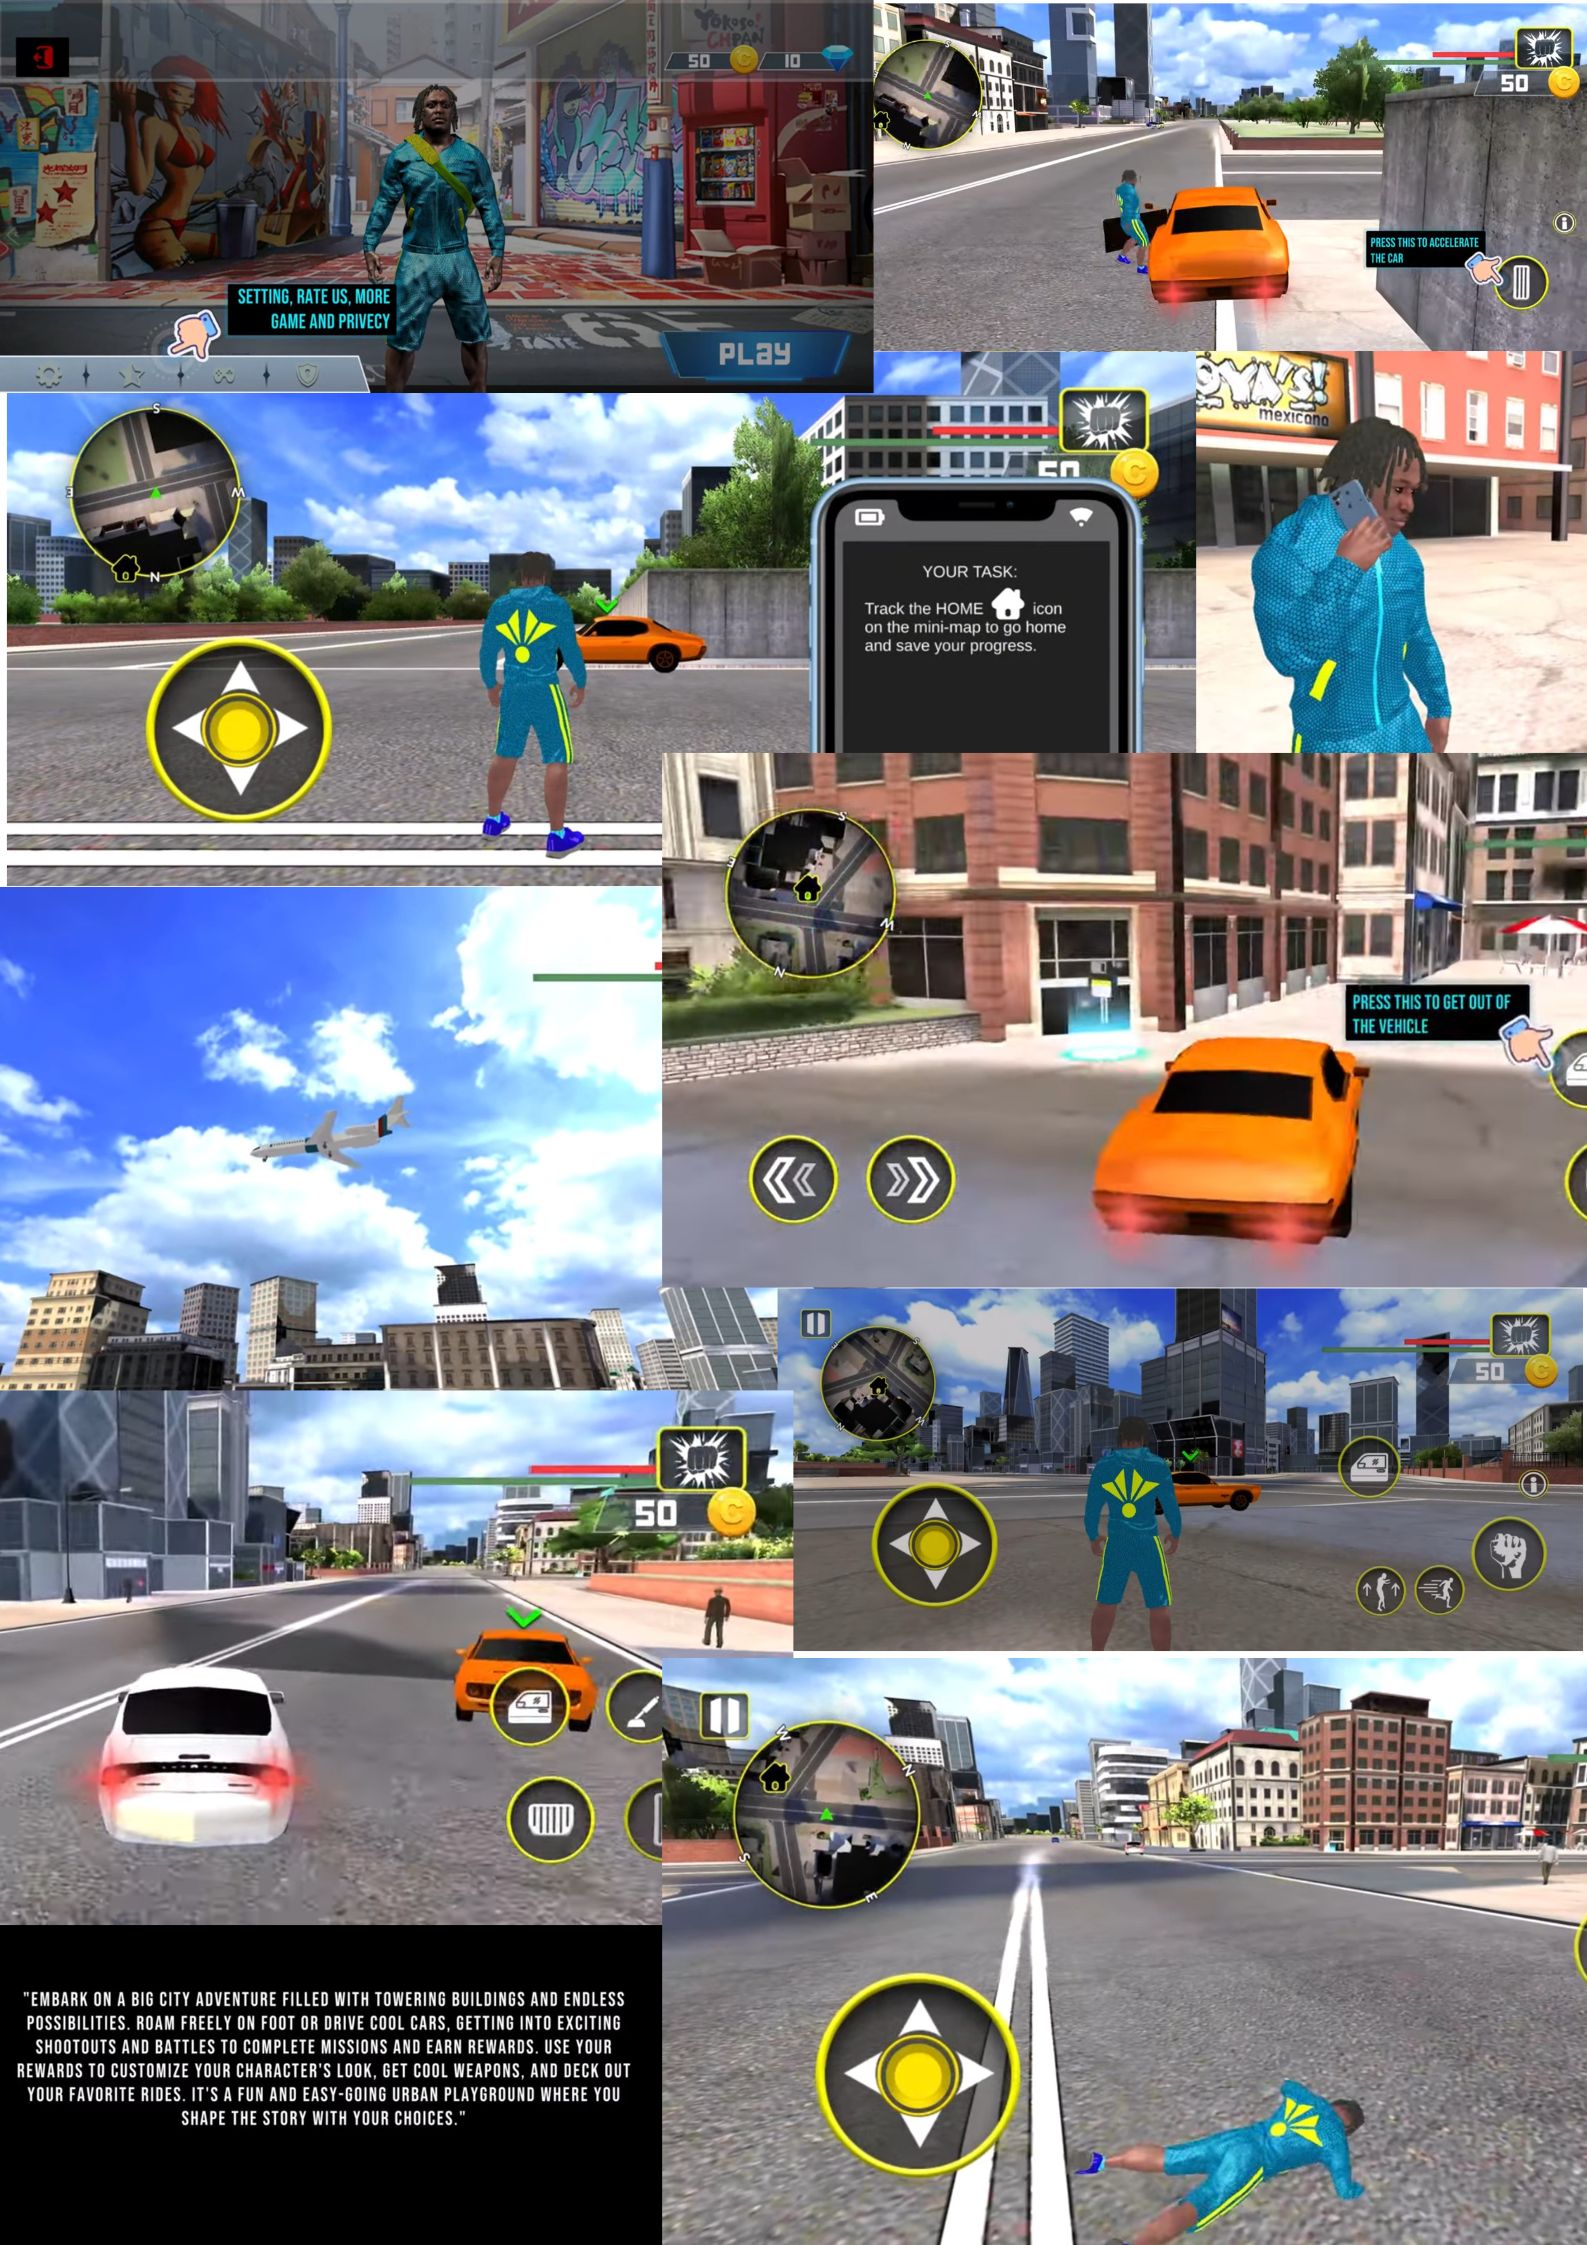 YOKOSO!
50
10
SETTING, RATE US, MORE
GAME AND PRIVECY
PLAY
50
PRESS THIS TO ACCELERATE
THE CAR
N
S
E
W
N
50
YOUR TASK:
Track the HOME icon
on the mini-map to go home
and save your progress.
OYA'S!
mexicana
S
E
W
N
PRESS THIS TO GET OUT OF
THE VEHICLE
50
50
W
N
S
E
"EMBARK ON A BIG CITY ADVENTURE FILLED WITH TOWERING BUILDINGS AND ENDLESS
POSSIBILITIES. ROAM FREELY ON FOOT OR DRIVE COOL CARS, GETTING INTO EXCITING
SHOOTOUTS AND BATTLES TO COMPLETE MISSIONS AND EARN REWARDS. USE YOUR
REWARDS TO CUSTOMIZE YOUR CHARACTER'S LOOK, GET COOL WEAPONS, AND DECK OUT
YOUR FAVORITE RIDES. IT'S A FUN AND EASY-GOING URBAN PLAYGROUND WHERE YOU
SHAPE THE STORY WITH YOUR CHOICES."